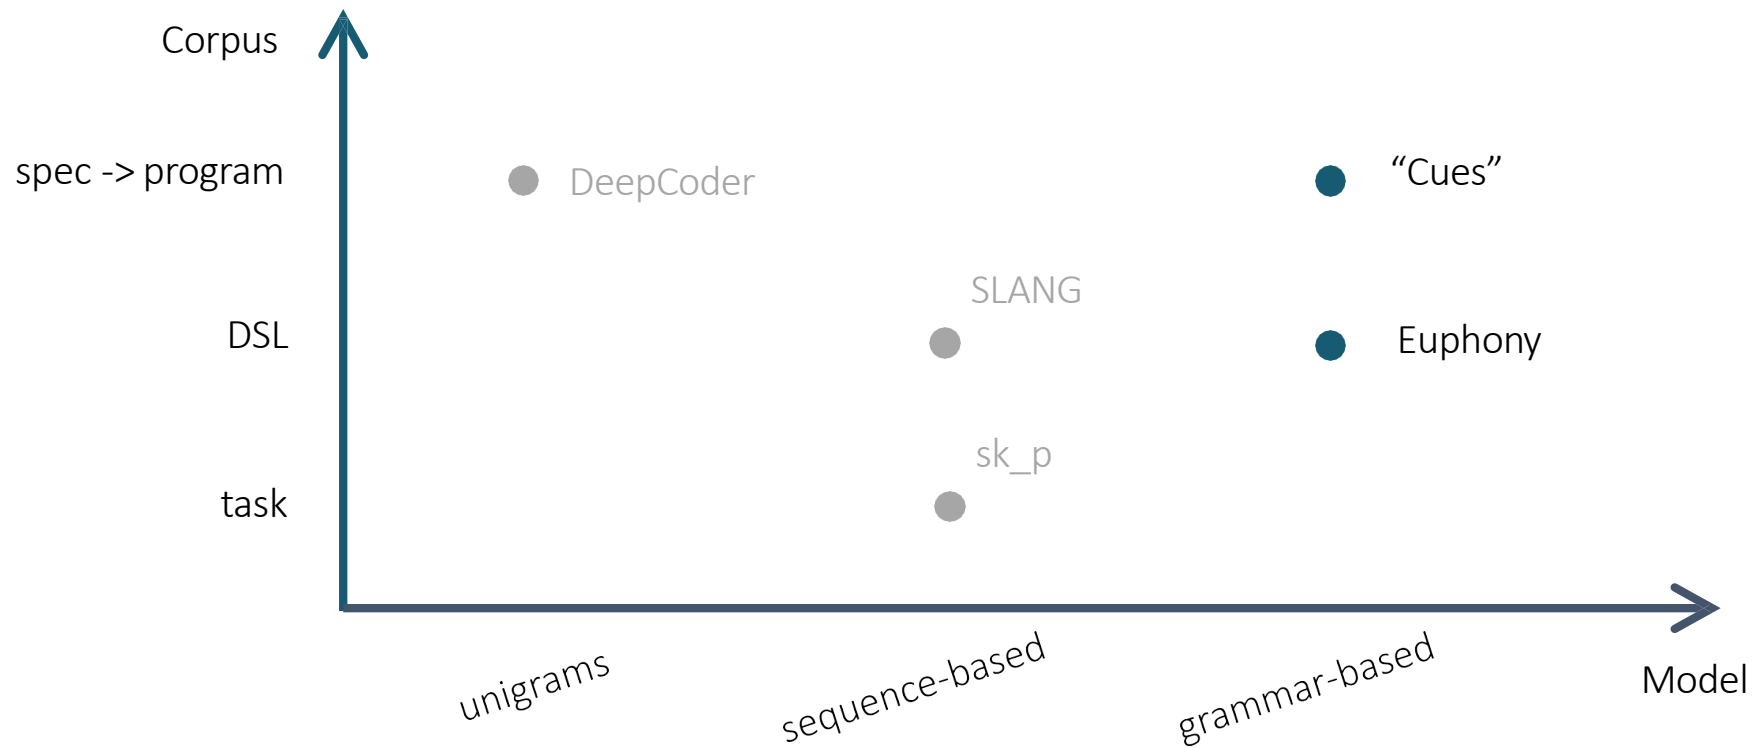 Corpus
spec -> program
DeepCoder
“Cues”
SLANG
DSL
Euphony
sk_p
task
unigrams
sequence-based
grammar-based
Model